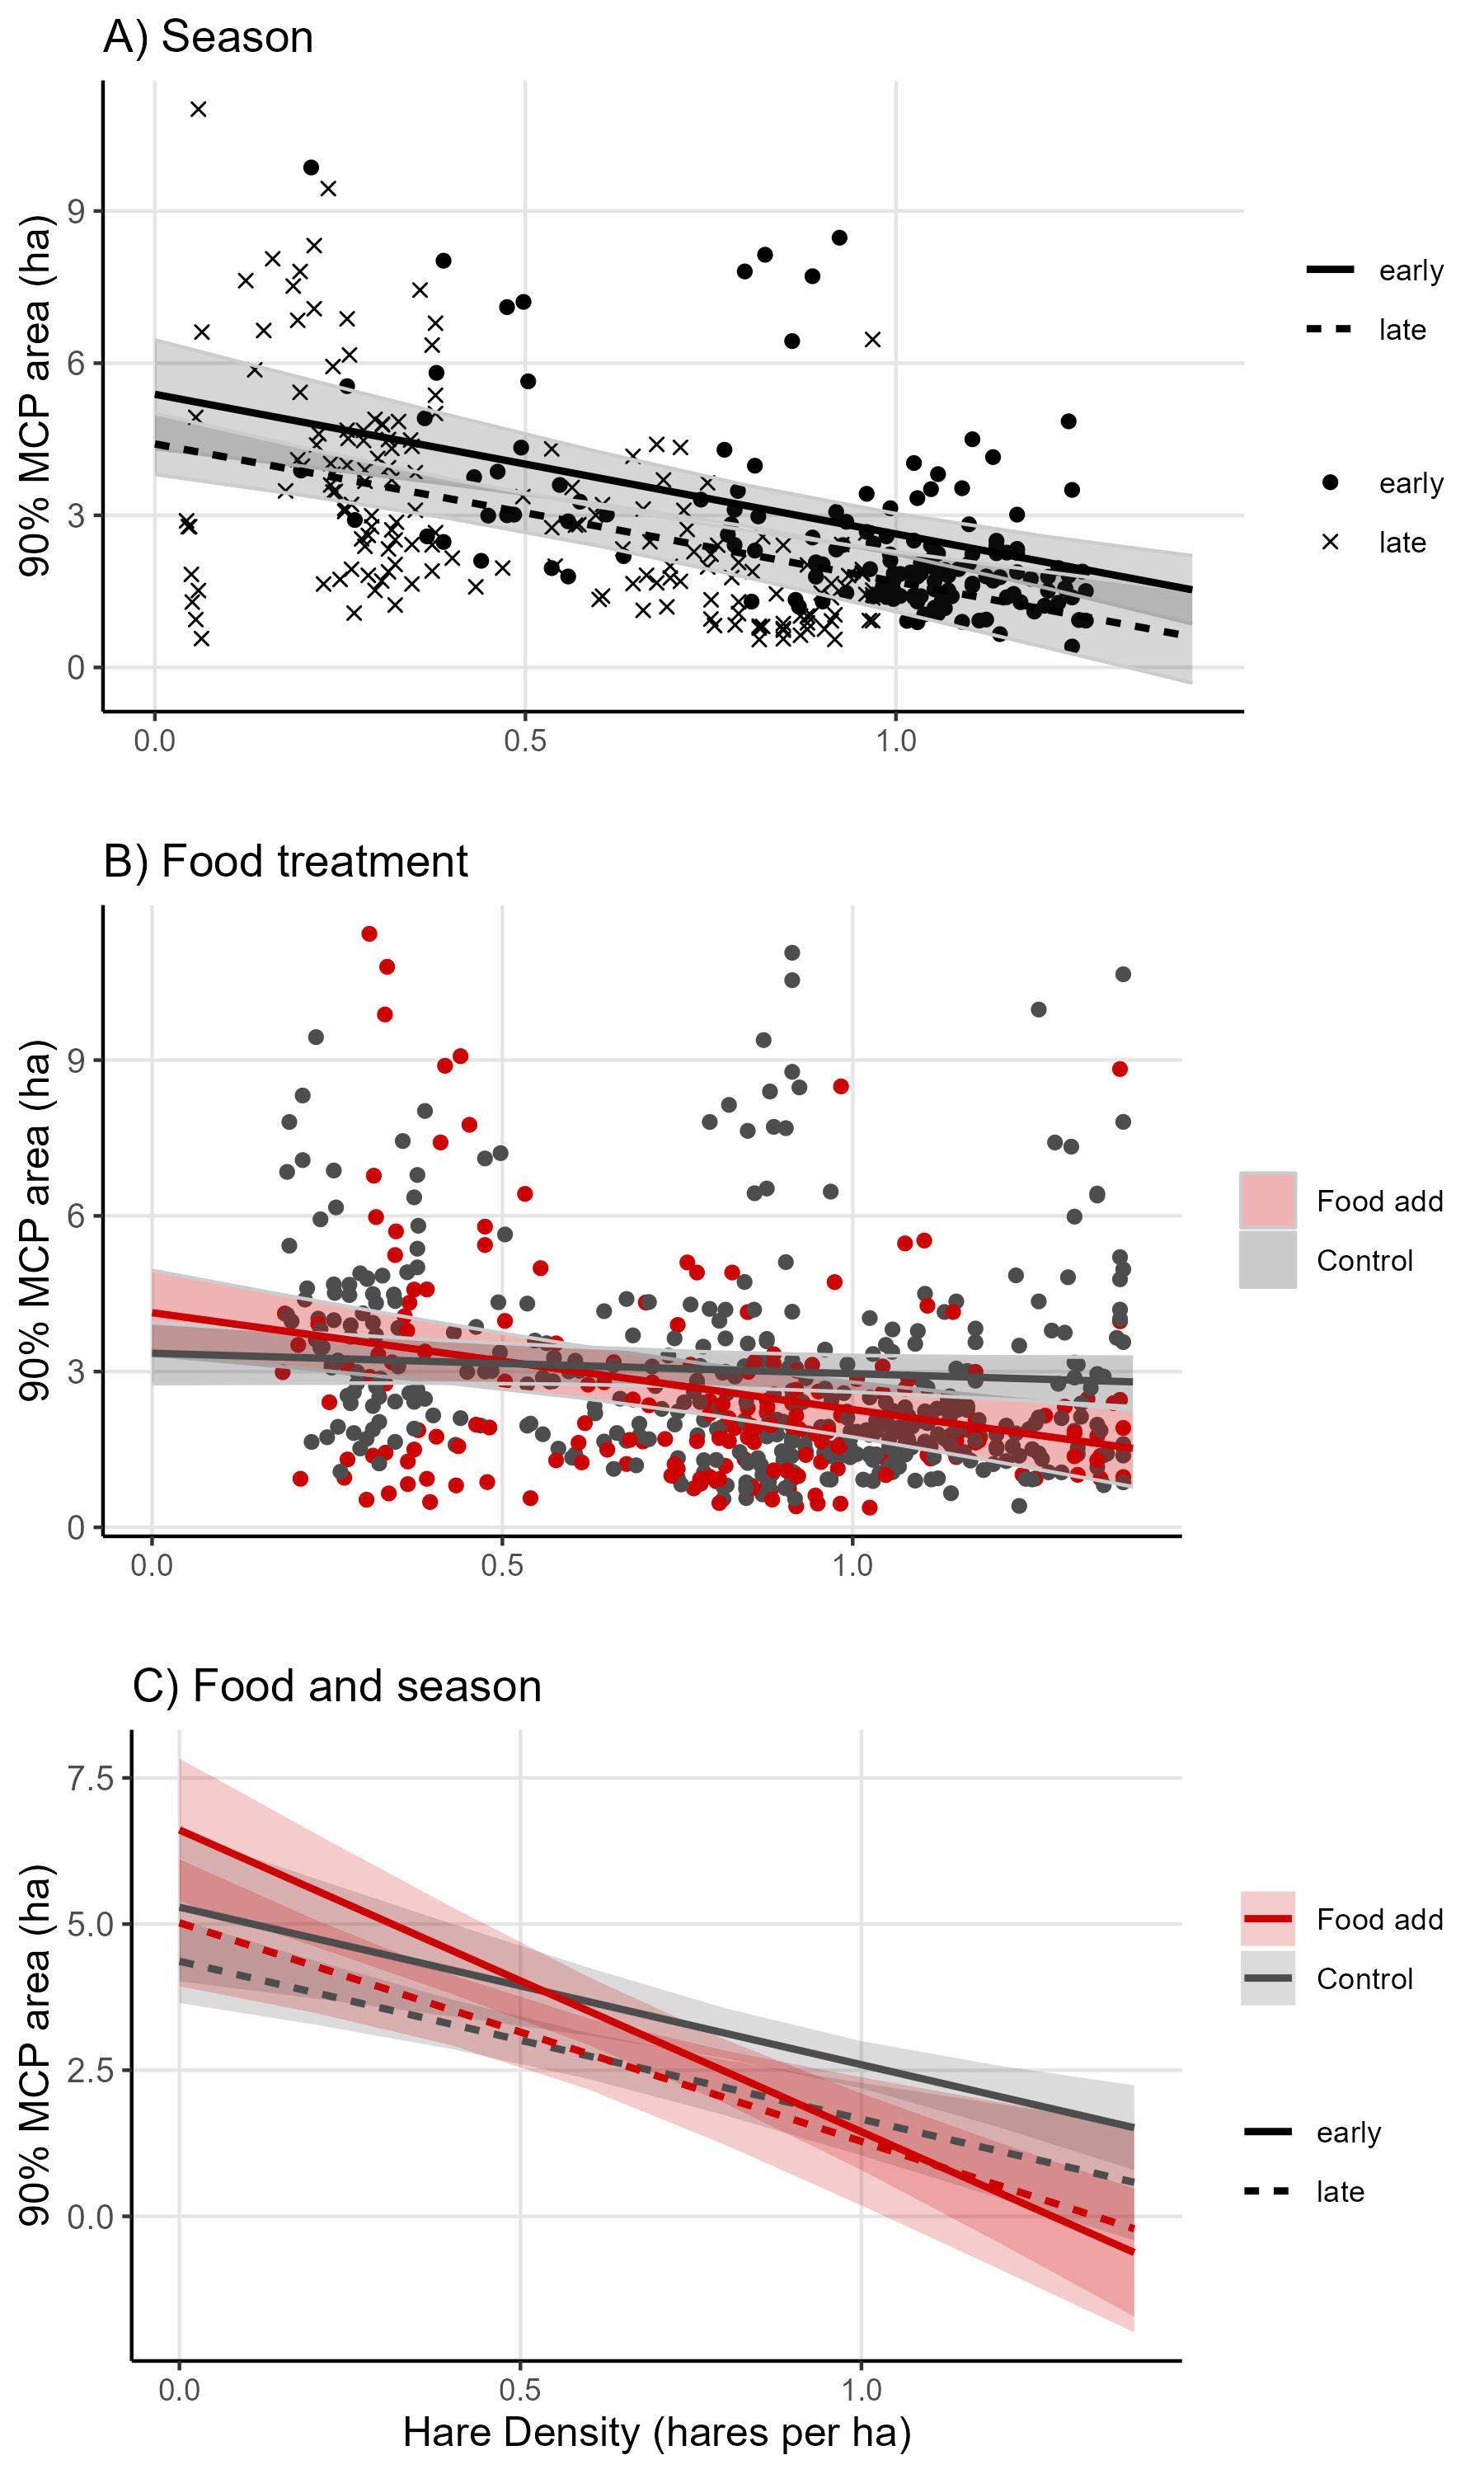 A) Season
90% MCP area (ha)
9
6
3
0
0.0 0.5 1.0
early
late
early
late
B) Food treatment
90% MCP area (ha)
9
6
3
0
0.0 0.5 1.0
Food add
Control
C) Food and season
90% MCP area (ha)
7.5
5.0
2.5
0.0
0.0 0.5 1.0
Hare Density (hares per ha)
Food add
Control
early
late